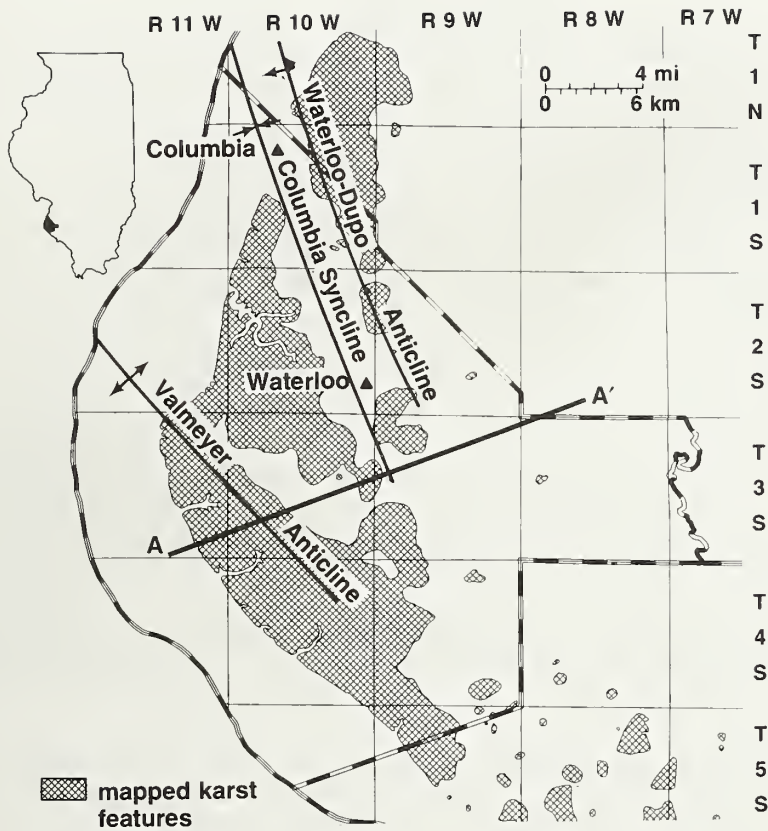 R 11 W R 10 W R 9 W R 8 W R 7 W
T
1
N
0 4 mi
0 6 km
Waterloo-Dupo
Anticline
Columbia
Columbia Syncline
T
1
S
T
2
S
Waterloo
A'
Valmeyer
Anticline
A
T
3
S
T
4
S
T
5
S
mapped karst
features